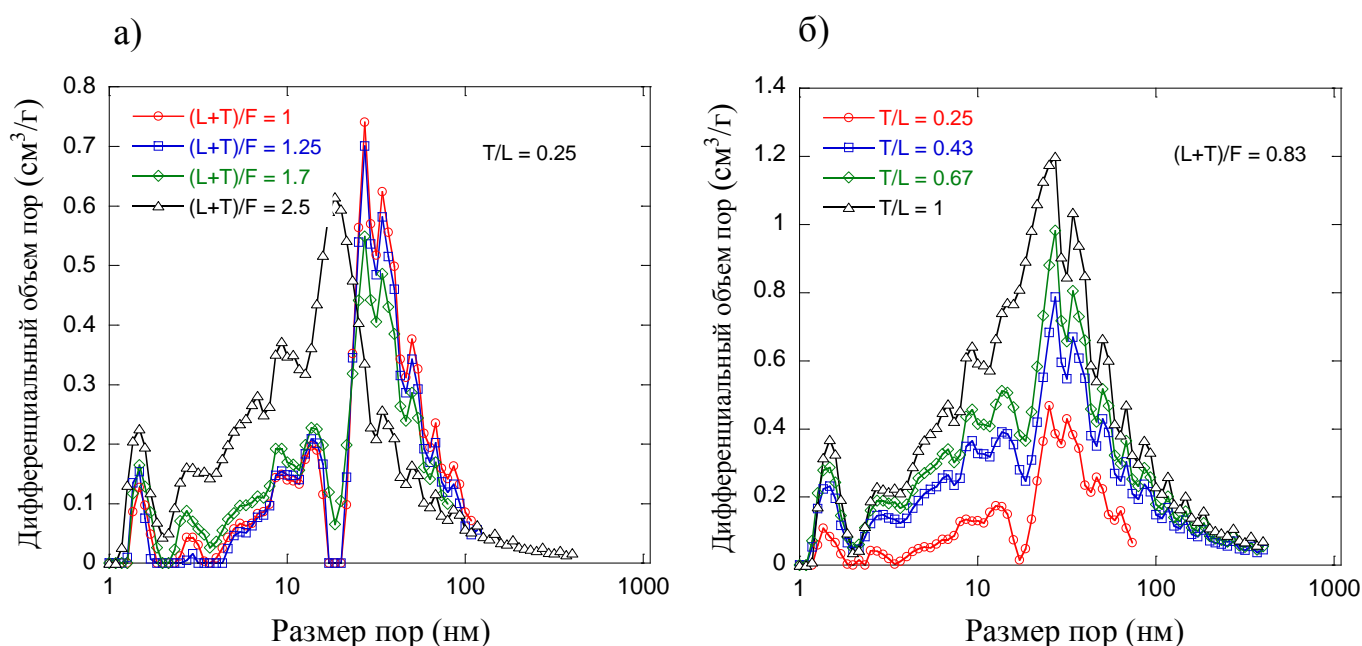 а)
Дифференциальный объем пор (см³/г)
0.8
0.7
0.6
0.5
0.4
0.3
0.2
0.1
0
(L+T)/F = 1
(L+T)/F = 1.25
(L+T)/F = 1.7
(L+T)/F = 2.5
T/L = 0.25
1 10 100 1000
Размер пор (нм)
б)
Дифференциальный объем пор (см³/г)
1.4
1.2
1
0.8
0.6
0.4
0.2
0
T/L = 0.25
T/L = 0.43
T/L = 0.67
T/L = 1
(L+T)/F = 0.83
1 10 100 1000
Размер пор (нм)